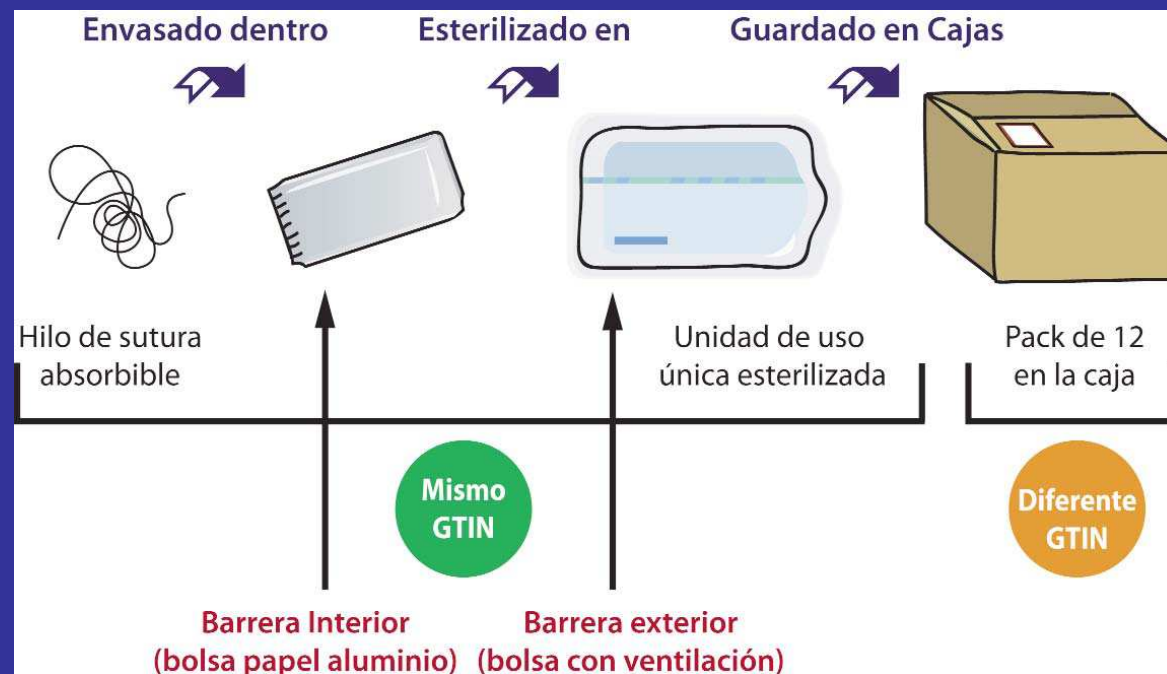 Envasado dentro
Esterilizado en
Guardado en Cajas
Hilo de sutura
absorbible
Unidad de uso
única esterilizada
Pack de 12
en la caja
Mismo
GTIN
Diferente
GTIN
Barrera Interior
(bolsa papel aluminio)
Barrera exterior
(bolsa con ventilación)